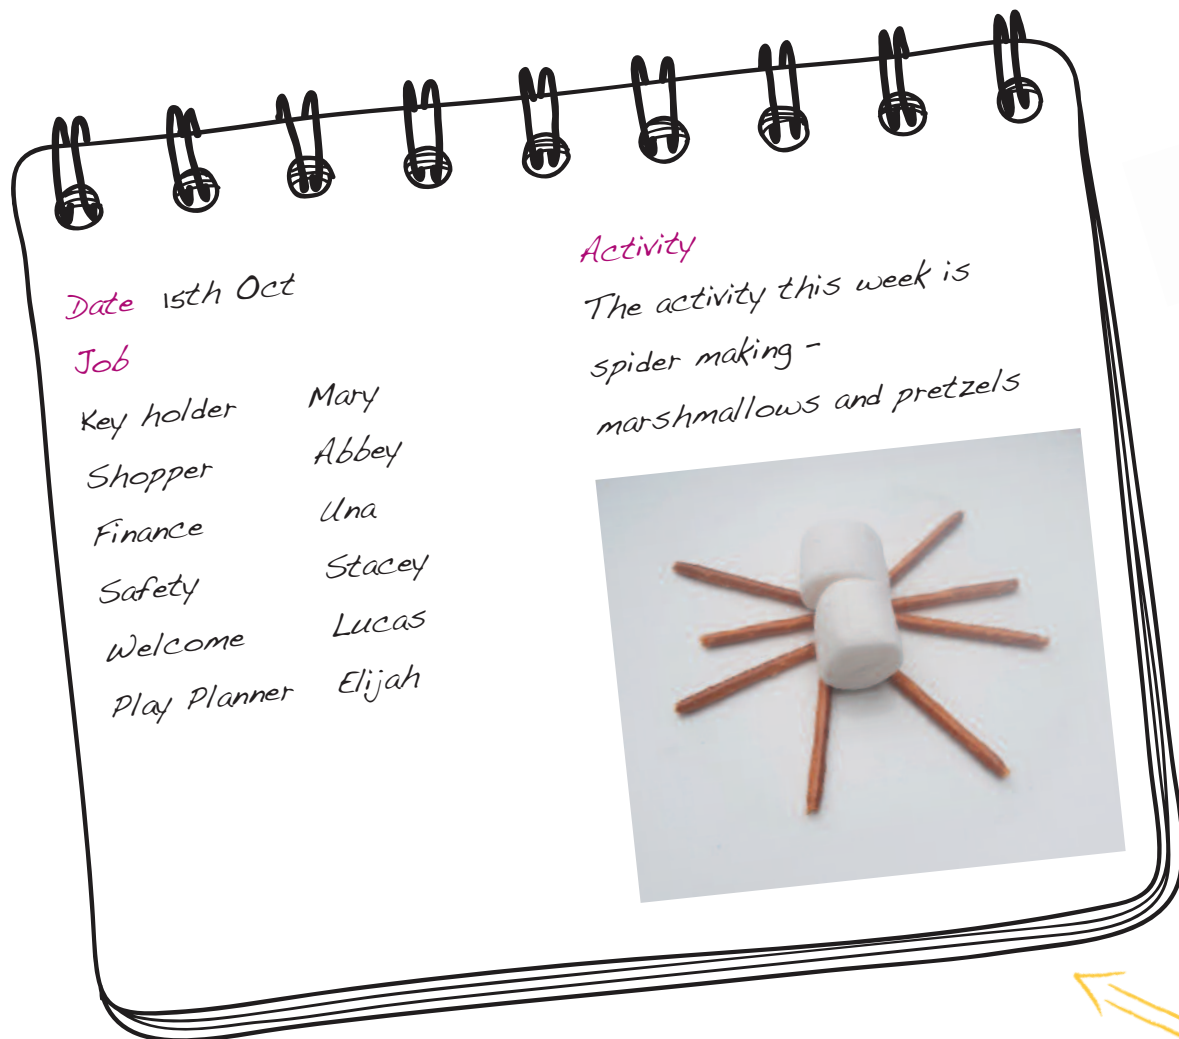 Date 15th Oct
Job
Key holder Mary
Shopper Abbey
Finance Una
Safety Stacey
Welcome Lucas
Play Planner Elijah
Activity
The activity this week is
spider making -
marshmallows and pretzels